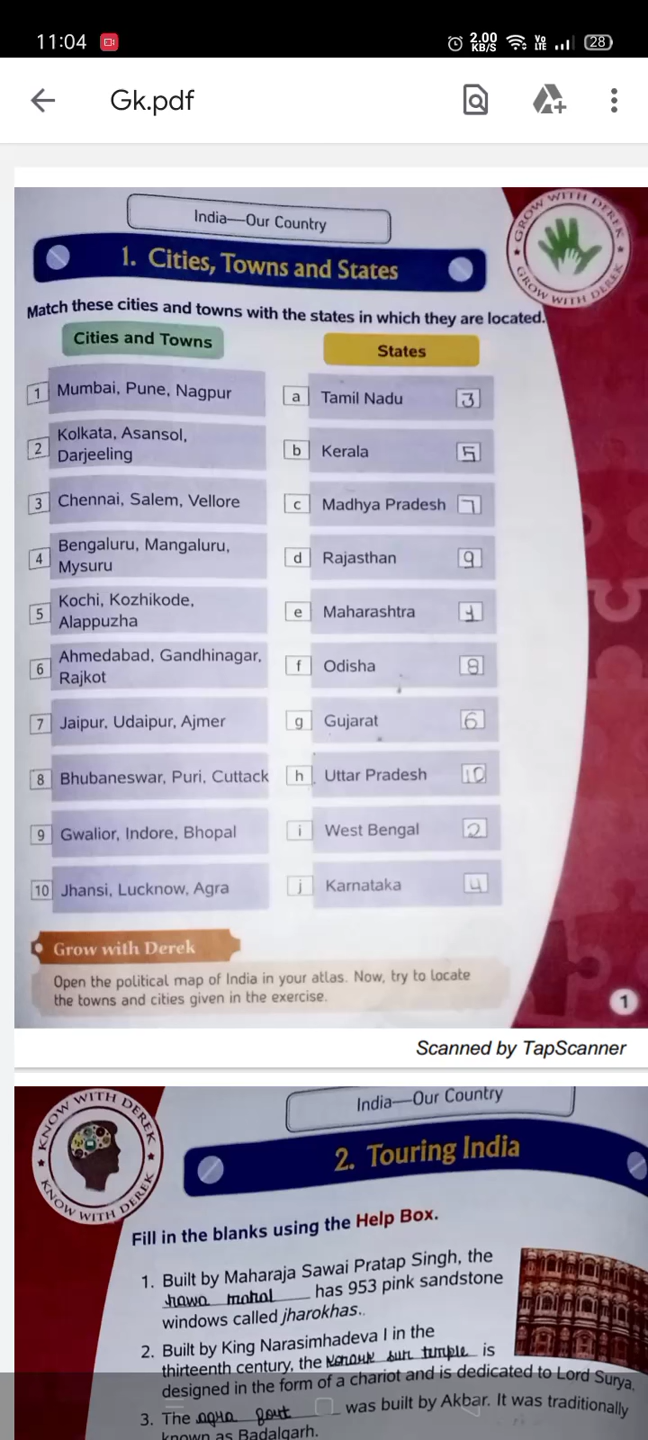 11:04
2.00
KB/S
Vo
LTE
28
Gk.pdf
India—Our Country
GROW WITH DEREK
GROW WITH DEREK
1. Cities, Towns and States
Match these cities and towns with the states in which they are located.
Cities and Towns
States
1 Mumbai, Pune, Nagpur
a Tamil Nadu 3
2 Kolkata, Asansol,
Darjeeling
b Kerala 5
3 Chennai, Salem, Vellore
c Madhya Pradesh 7
4 Bengaluru, Mangaluru,
Mysuru
d Rajasthan 9
5 Kochi, Kozhikode,
Alappuzha
e Maharashtra 1
6 Ahmedabad, Gandhinagar,
Rajkot
f Odisha 8
7 Jaipur, Udaipur, Ajmer
g Gujarat 6
8 Bhubaneswar, Puri, Cuttack
h Uttar Pradesh 10
9 Gwalior, Indore, Bhopal
i West Bengal 2
10 Jhansi, Lucknow, Agra
j Karnataka 4
Grow with Derek
Open the political map of India in your atlas. Now, try to locate
the towns and cities given in the exercise.
1
Scanned by TapScanner
KNOW WITH DEREK
KNOW WITH DEREK
India—Our Country
2. Touring India
Fill in the blanks using the Help Box.
1. Built by Maharaja Sawai Pratap Singh, the
hawa mahal has 953 pink sandstone
windows called jharokhas.
2. Built by King Narasimhadeva I in the
thirteenth century, the sun temple is
designed in the form of a chariot and is dedicated to Lord Surya.
3. The was built by Akbar. It was traditionally
known as Badalgarh.